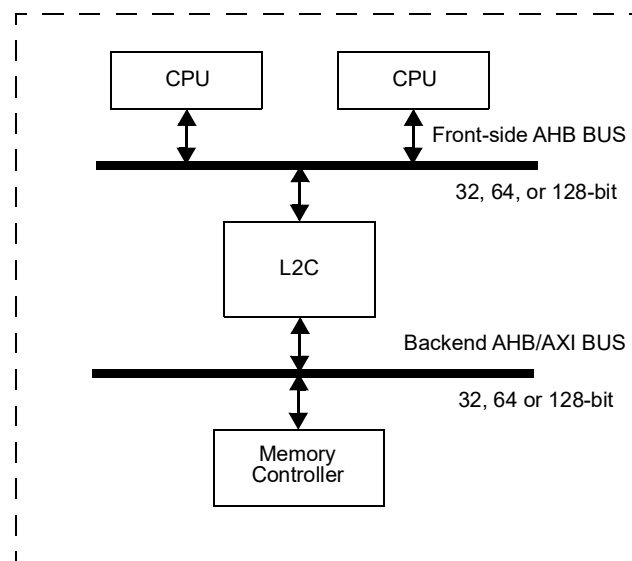 CPU
CPU
Front-side AHB BUS
32, 64, or 128-bit
L2C
Backend AHB/AXI BUS
32, 64 or 128-bit
Memory
Controller